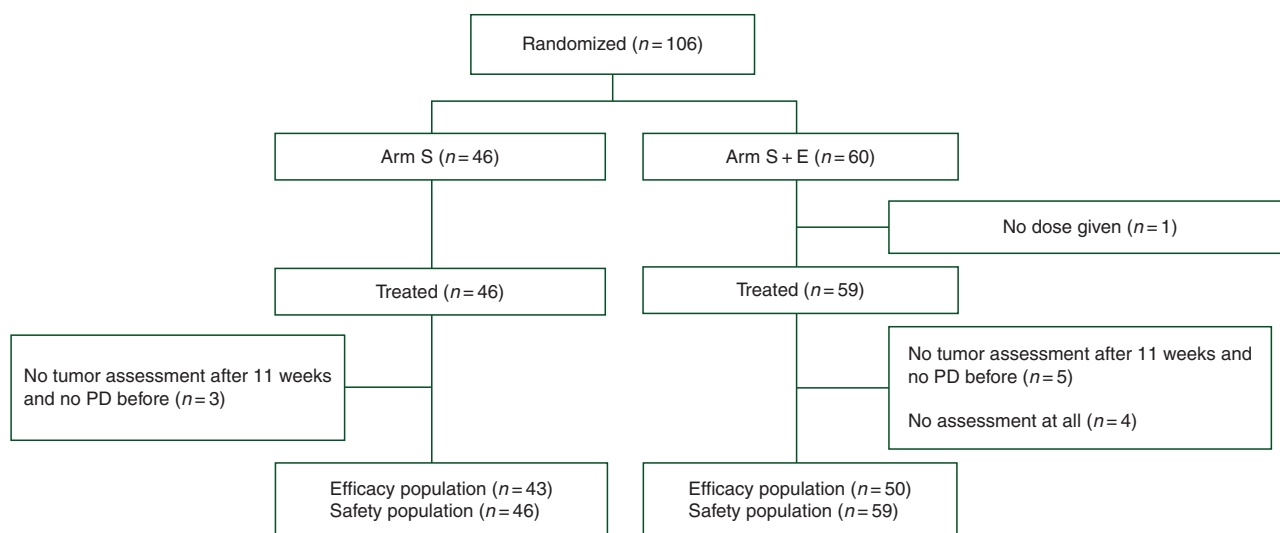 Randomized (n = 106)
Arm S (n = 46)
Arm S + E (n = 60)
No dose given (n = 1)
Treated (n = 46)
Treated (n = 59)
No tumor assessment after 11 weeks
and no PD before (n = 3)
No tumor assessment after 11 weeks and
no PD before (n = 5)
No assessment at all (n = 4)
Efficacy population (n = 43)
Safety population (n = 46)
Efficacy population (n = 50)
Safety population (n = 59)